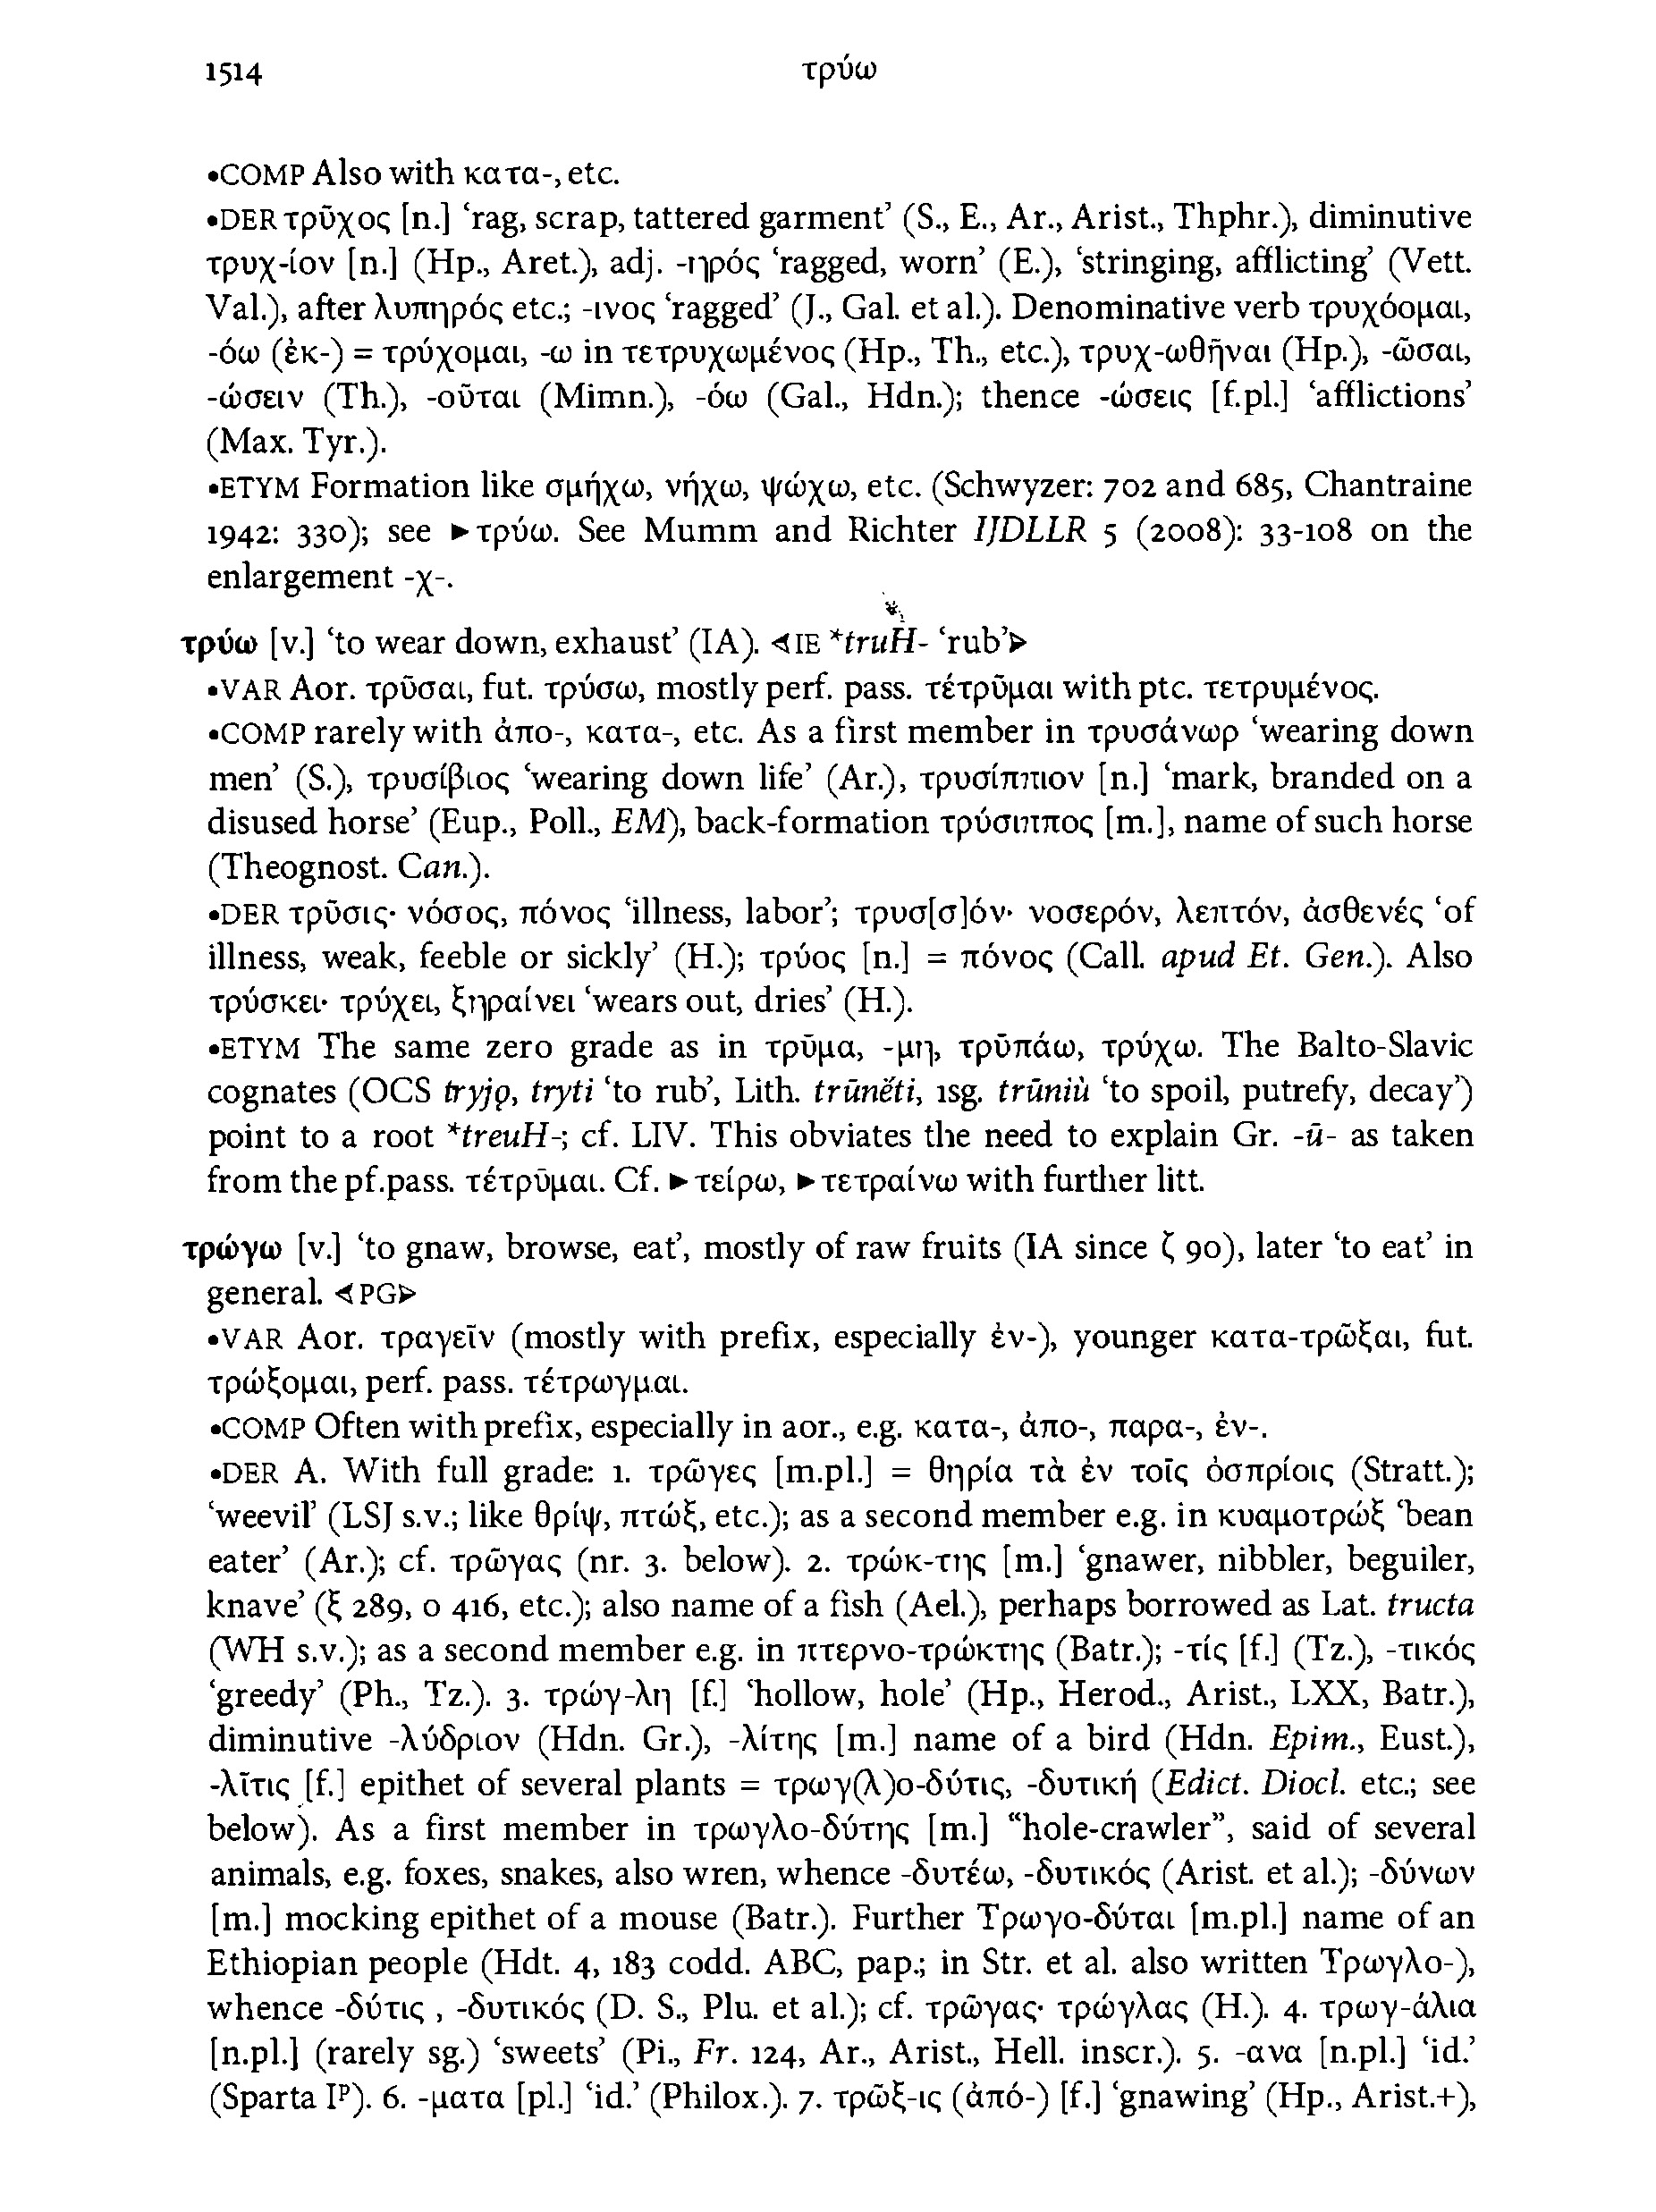 1514 τρύω
•COMP Also with κατα-, etc.
•DER τρῦχος [n.] ‘rag, scrap, tattered garment’ (S., E., Ar., Arist., Thphr.), diminutive
τρυχ-ίον [n.] (Hp., Aret.), adj. -ηρός ‘ragged, worn’ (E.), ‘stringing, afflicting’ (Vett.
Val.), after λυπηρός etc.; -ινος ‘ragged’ (J., Gal. et al.). Denominative verb τρυχόομαι,
-όω (ἐκ-) = τρύχομαι, -ω in τετρυχωμένος (Hp., Th., etc.), τρυχ-ωθῆναι (Hp.), -ῶσαι,
-ώσειν (Th.), -οῦται (Mimn.), -όω (Gal., Hdn.); thence -ώσεις [f.pl.] ‘afflictions’
(Max. Tyr.).
•ETYM Formation like σμήχω, νήχω, ψώχω, etc. (Schwyzer: 702 and 685, Chantraine
1942: 330); see ►τρύω. See Mumm and Richter IJDLLR 5 (2008): 33-108 on the
enlargement -χ-.
τρύω [v.] ‘to wear down, exhaust’ (IA). ◁IE *truH- ‘rub’▷
•VAR Aor. τρῦσαι, fut. τρύσω, mostly perf. pass. τέτρῡμαι with ptc. τετρυμένος.
•COMP rarely with ἀπο-, κατα-, etc. As a first member in τρυσάνωρ ‘wearing down
men’ (S.), τρυσίβιος ‘wearing down life’ (Ar.), τρυσίππιον [n.] ‘mark, branded on a
disused horse’ (Eup., Poll., EM), back-formation τρύσιππος [m.], name of such horse
(Theognost. Can.).
•DER τρῦσις· νόσος, πόνος ‘illness, labor’; τρυσ[σ]όν· νοσερόν, λεπτόν, ἀσθενές ‘of
illness, weak, feeble or sickly’ (H.); τρύος [n.] = πόνος (Call. apud Et. Gen.). Also
τρύσκει· τρύχει, ξηραίνει ‘wears out, dries’ (H.).
•ETYM The same zero grade as in τρῦμα, -μη, τρῡπάω, τρύχω. The Balto-Slavic
cognates (OCS tryjǫ, tryti ‘to rub’, Lith. trūnė́ti, 1sg. trūniù ‘to spoil, putrefy, decay’)
point to a root *treuH-; cf. LIV. This obviates the need to explain Gr. -ū- as taken
from the pf.pass. τέτρῡμαι. Cf. ►τείρω, ►τετραίνω with further litt.
τρώγω [v.] ‘to gnaw, browse, eat’, mostly of raw fruits (IA since ζ 90), later ‘to eat’ in
general. ◁PG▷
•VAR Aor. τραγεῖν (mostly with prefix, especially ἐν-), younger κατα-τρῶξαι, fut.
τρώξομαι, perf. pass. τέτρωγμαι.
•COMP Often with prefix, especially in aor., e.g. κατα-, ἀπο-, παρα-, ἐν-.
•DER A. With full grade: 1. τρῶγες [m.pl.] = θηρία τὰ ἐν τοῖς ὀσπρίοις (Stratt.);
‘weevil’ (LSJ s.v.; like θρίψ, πτώξ, etc.); as a second member e.g. in κυαμοτρώξ ‘bean
eater’ (Ar.); cf. τρῶγας (nr. 3. below). 2. τρώκ-της [m.] ‘gnawer, nibbler, beguiler,
knave’ (ξ 289, ο 416, etc.); also name of a fish (Ael.), perhaps borrowed as Lat. tructa
(WH s.v.); as a second member e.g. in πτερνο-τρώκτης (Batr.); -τίς [f.] (Tz.), -τικός
‘greedy’ (Ph., Tz.). 3. τρώγ-λη [f.] ‘hollow, hole’ (Hp., Herod., Arist., LXX, Batr.),
diminutive -λύδριον (Hdn. Gr.), -λίτης [m.] name of a bird (Hdn. Epim., Eust.),
-λῖτις [f.] epithet of several plants = τρωγ(λ)ο-δύτις, -δυτική (Edict. Diocl. etc.; see
below). As a first member in τρωγλο-δύτης [m.] “hole-crawler”, said of several
animals, e.g. foxes, snakes, also wren, whence -δυτέω, -δυτικός (Arist. et al.); -δύνων
[m.] mocking epithet of a mouse (Batr.). Further Τρωγο-δύται [m.pl.] name of an
Ethiopian people (Hdt. 4, 183 codd. ABC, pap.; in Str. et al. also written Τρωγλο-),
whence -δύτις , -δυτικός (D. S., Plu. et al.); cf. τρῶγας· τρώγλας (H.). 4. τρωγ-άλια
[n.pl.] (rarely sg.) ‘sweets’ (Pi., Fr. 124, Ar., Arist., Hell. inscr.). 5. -ανα [n.pl.] ‘id.’
(Sparta Iᵖ). 6. -ματα [pl.] ‘id.’ (Philox.). 7. τρῶξ-ις (ἀπό-) [f.] ‘gnawing’ (Hp., Arist.+),